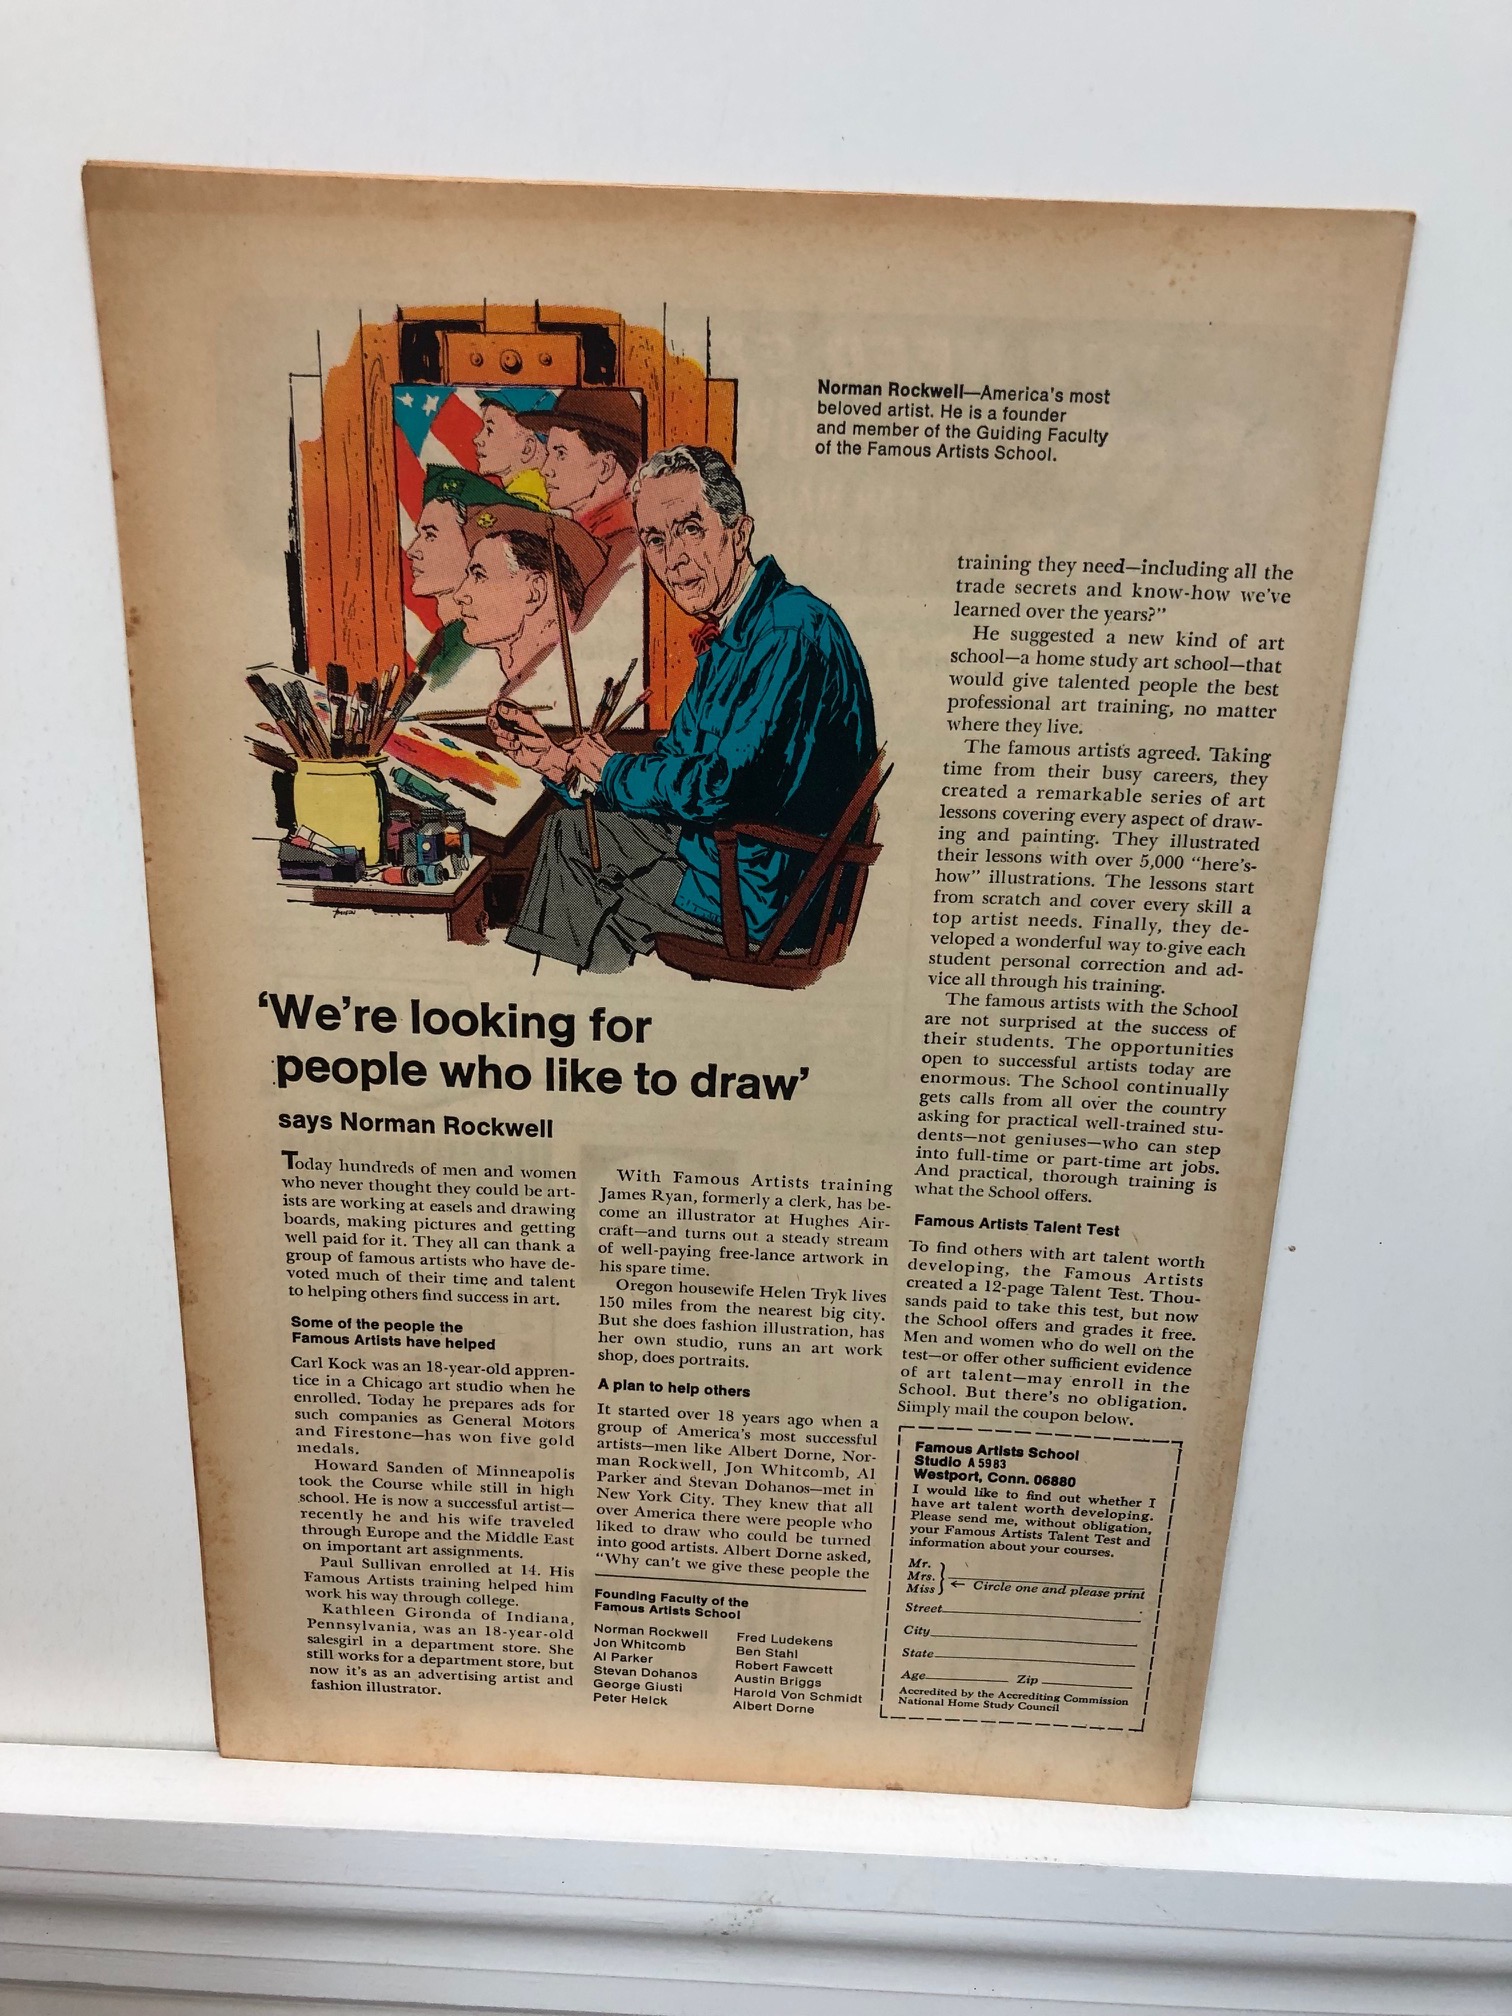 Norman Rockwell—America's most
beloved artist. He is a founder
and member of the Guiding Faculty
of the Famous Artists School.
'We're looking for
people who like to draw'
says Norman Rockwell
Today hundreds of men and women
who never thought they could be art-
ists are working at easels and drawing
boards, making pictures and getting
well paid for it. They all can thank a
group of famous artists who have de-
voted much of their time and talent
to helping others find success in art.
Some of the people the
Famous Artists have helped
Carl Kock was an 18-year-old appren-
tice in a Chicago art studio when he
enrolled. Today he prepares ads for
such companies as General Motors
and Firestone—has won five gold
medals.
Howard Sanden of Minneapolis
took the Course while still in high
school. He is now a successful artist—
recently he and his wife traveled
through Europe and the Middle East
on important art assignments.
Paul Sullivan enrolled at 14. His
Famous Artists training helped him
work his way through college.
Kathleen Gironda of Indiana,
Pennsylvania, was an 18-year-old
salesgirl in a department store. She
still works for a department store, but
now it's as an advertising artist and
fashion illustrator.
With Famous Artists training
James Ryan, formerly a clerk, has be-
come an illustrator at Hughes Air-
craft—and turns out a steady stream
of well-paying free-lance artwork in
his spare time.
Oregon housewife Helen Tryk lives
150 miles from the nearest big city.
But she does fashion illustration, has
her own studio, runs an art work
shop, does portraits.
A plan to help others
It started over 18 years ago when a
group of America's most successful
artists—men like Albert Dorne, Nor-
man Rockwell, Jon Whitcomb, Al
Parker and Stevan Dohanos—met in
New York City. They knew that all
over America there were people who
liked to draw who could be turned
into good artists. Albert Dorne asked,
"Why can't we give these people the
Founding Faculty of the
Famous Artists School
Norman Rockwell
Jon Whitcomb
Al Parker
Stevan Dohanos
George Giusti
Peter Helck
Fred Ludekens
Ben Stahl
Robert Fawcett
Austin Briggs
Harold Von Schmidt
Albert Dorne
training they need—including all the
trade secrets and know-how we've
learned over the years?"
He suggested a new kind of art
school—a home study art school—that
would give talented people the best
professional art training, no matter
where they live.
The famous artists agreed. Taking
time from their busy careers, they
created a remarkable series of art
lessons covering every aspect of draw-
ing and painting. They illustrated
their lessons with over 5,000 "here's-
how" illustrations. The lessons start
from scratch and cover every skill a
top artist needs. Finally, they de-
veloped a wonderful way to give each
student personal correction and ad-
vice all through his training.
The famous artists with the School
are not surprised at the success of
their students. The opportunities
open to successful artists today are
enormous. The School continually
gets calls from all over the country
asking for practical well-trained stu-
dents—not geniuses—who can step
into full-time or part-time art jobs.
And practical, thorough training is
what the School offers.
Famous Artists Talent Test
To find others with art talent worth
developing, the Famous Artists
created a 12-page Talent Test. Thou-
sands paid to take this test, but now
the School offers and grades it free.
Men and women who do well on the
test—or offer other sufficient evidence
of art talent—may enroll in the
School. But there's no obligation.
Simply mail the coupon below.
Famous Artists School
Studio A5983
Westport, Conn. 06880
I would like to find out whether I
have art talent worth developing.
Please send me, without obligation,
your Famous Artists Talent Test and
information about your courses.
Mr.
Mrs.
Miss
← Circle one and please print
Street
City
State
Age Zip
Accredited by the Accrediting Commission
National Home Study Council